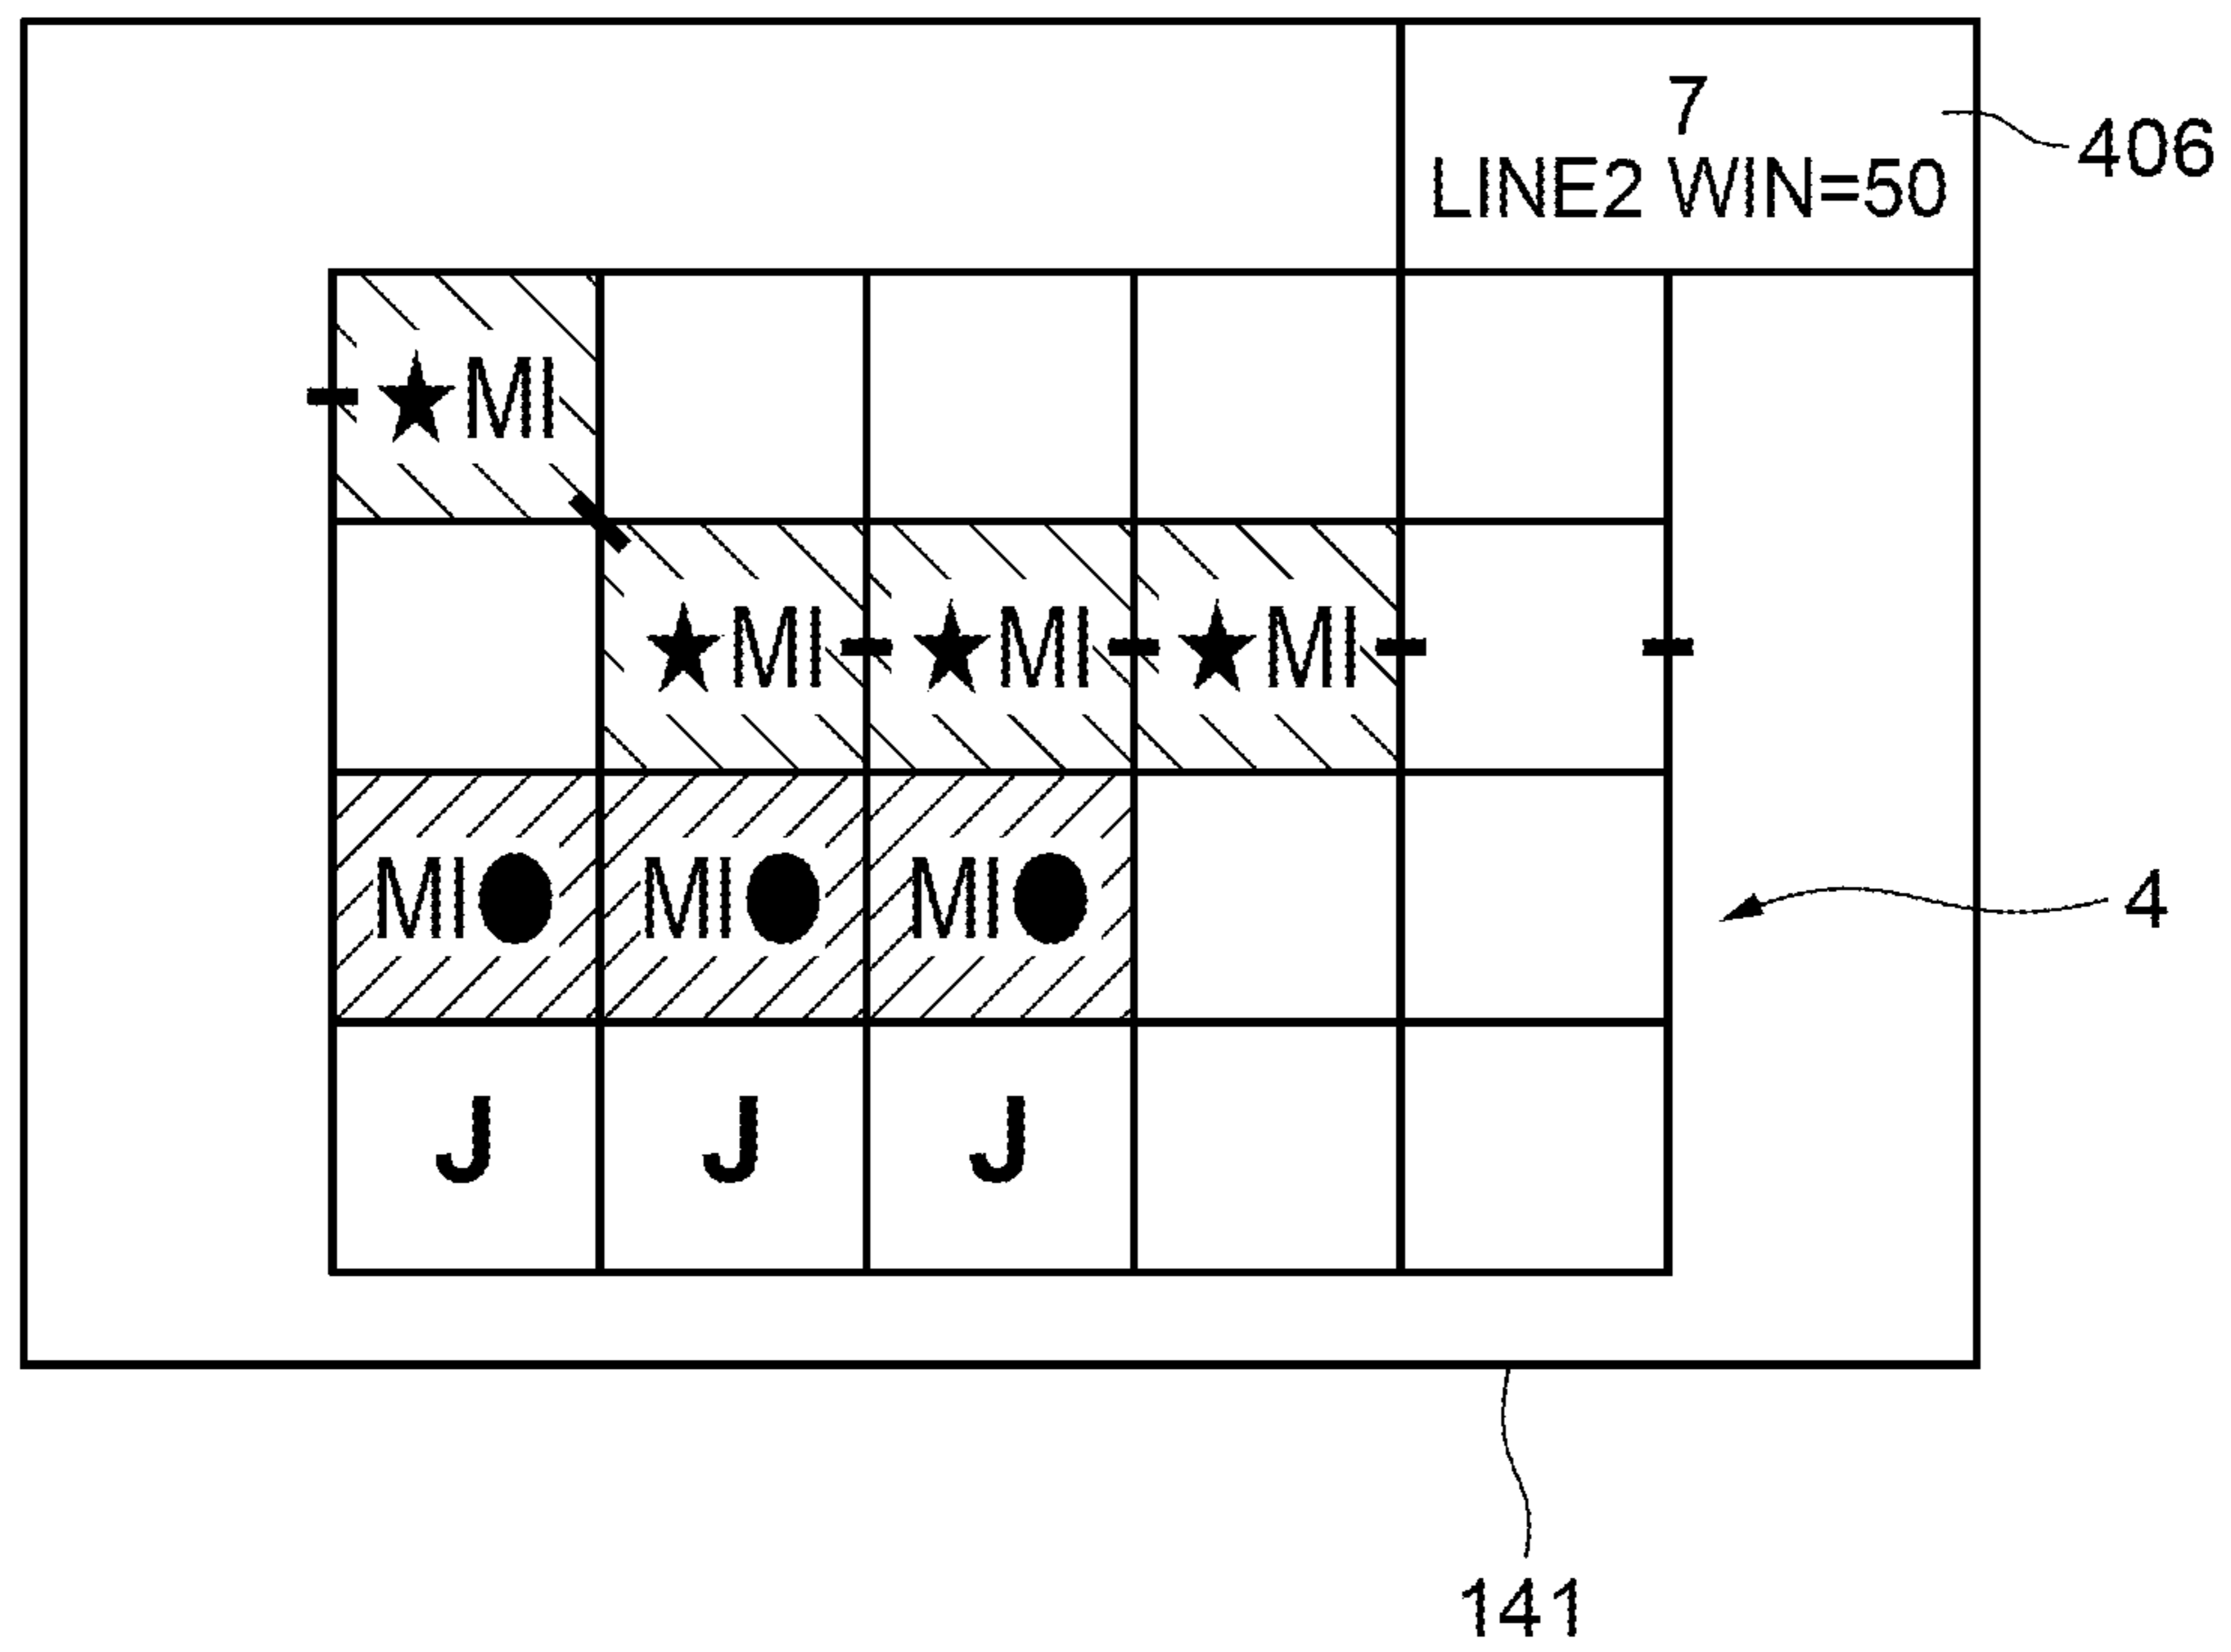 7
LINE2 WIN=50
406
★MI
★MI ★MI ★MI
MI● MI● MI●
4
J J J
141